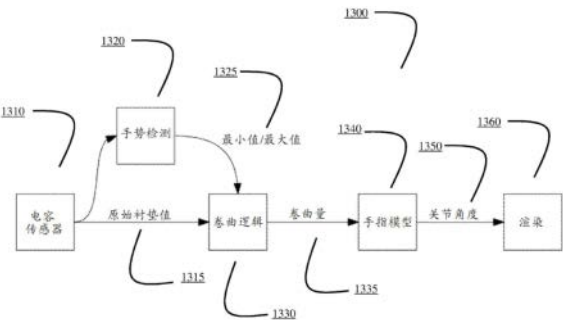 1300
1320
1325
1310
手势检测
最小值/最大值
1340
1350
1360
电容
传感器
原始衬垫值
卷曲逻辑
卷曲量
手指模型
关节角度
渲染
1315
1335
1330